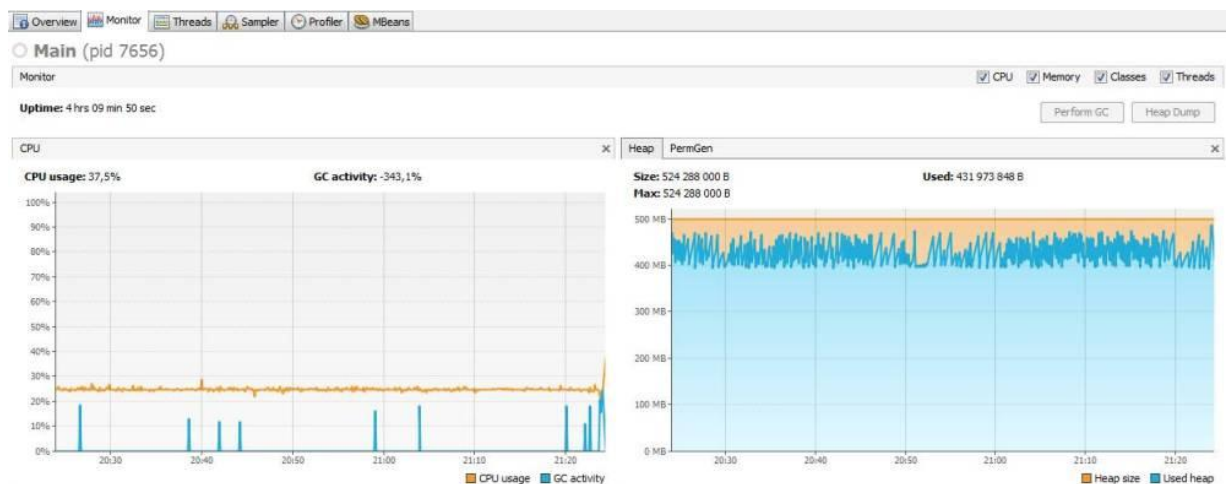 Overview Monitor Threads Sampler Profiler MBeans
Main (pid 7656)
Monitor CPU Memory Classes Threads
Uptime: 4 hrs 09 min 50 sec
Perform GC Heap Dump
CPU x
CPU usage: 37,5% GC activity: -343,1%
100%
90%
80%
70%
60%
50%
40%
30%
20%
10%
0%
20:30 20:40 20:50 21:00 21:10 21:20
CPU usage GC activity
Heap PermGen x
Size: 524 288 000 B Used: 431 973 848 B
Max: 524 288 000 B
500 MB
400 MB
300 MB
200 MB
100 MB
0 MB
20:30 20:40 20:50 21:00 21:10 21:20
Heap size Used heap